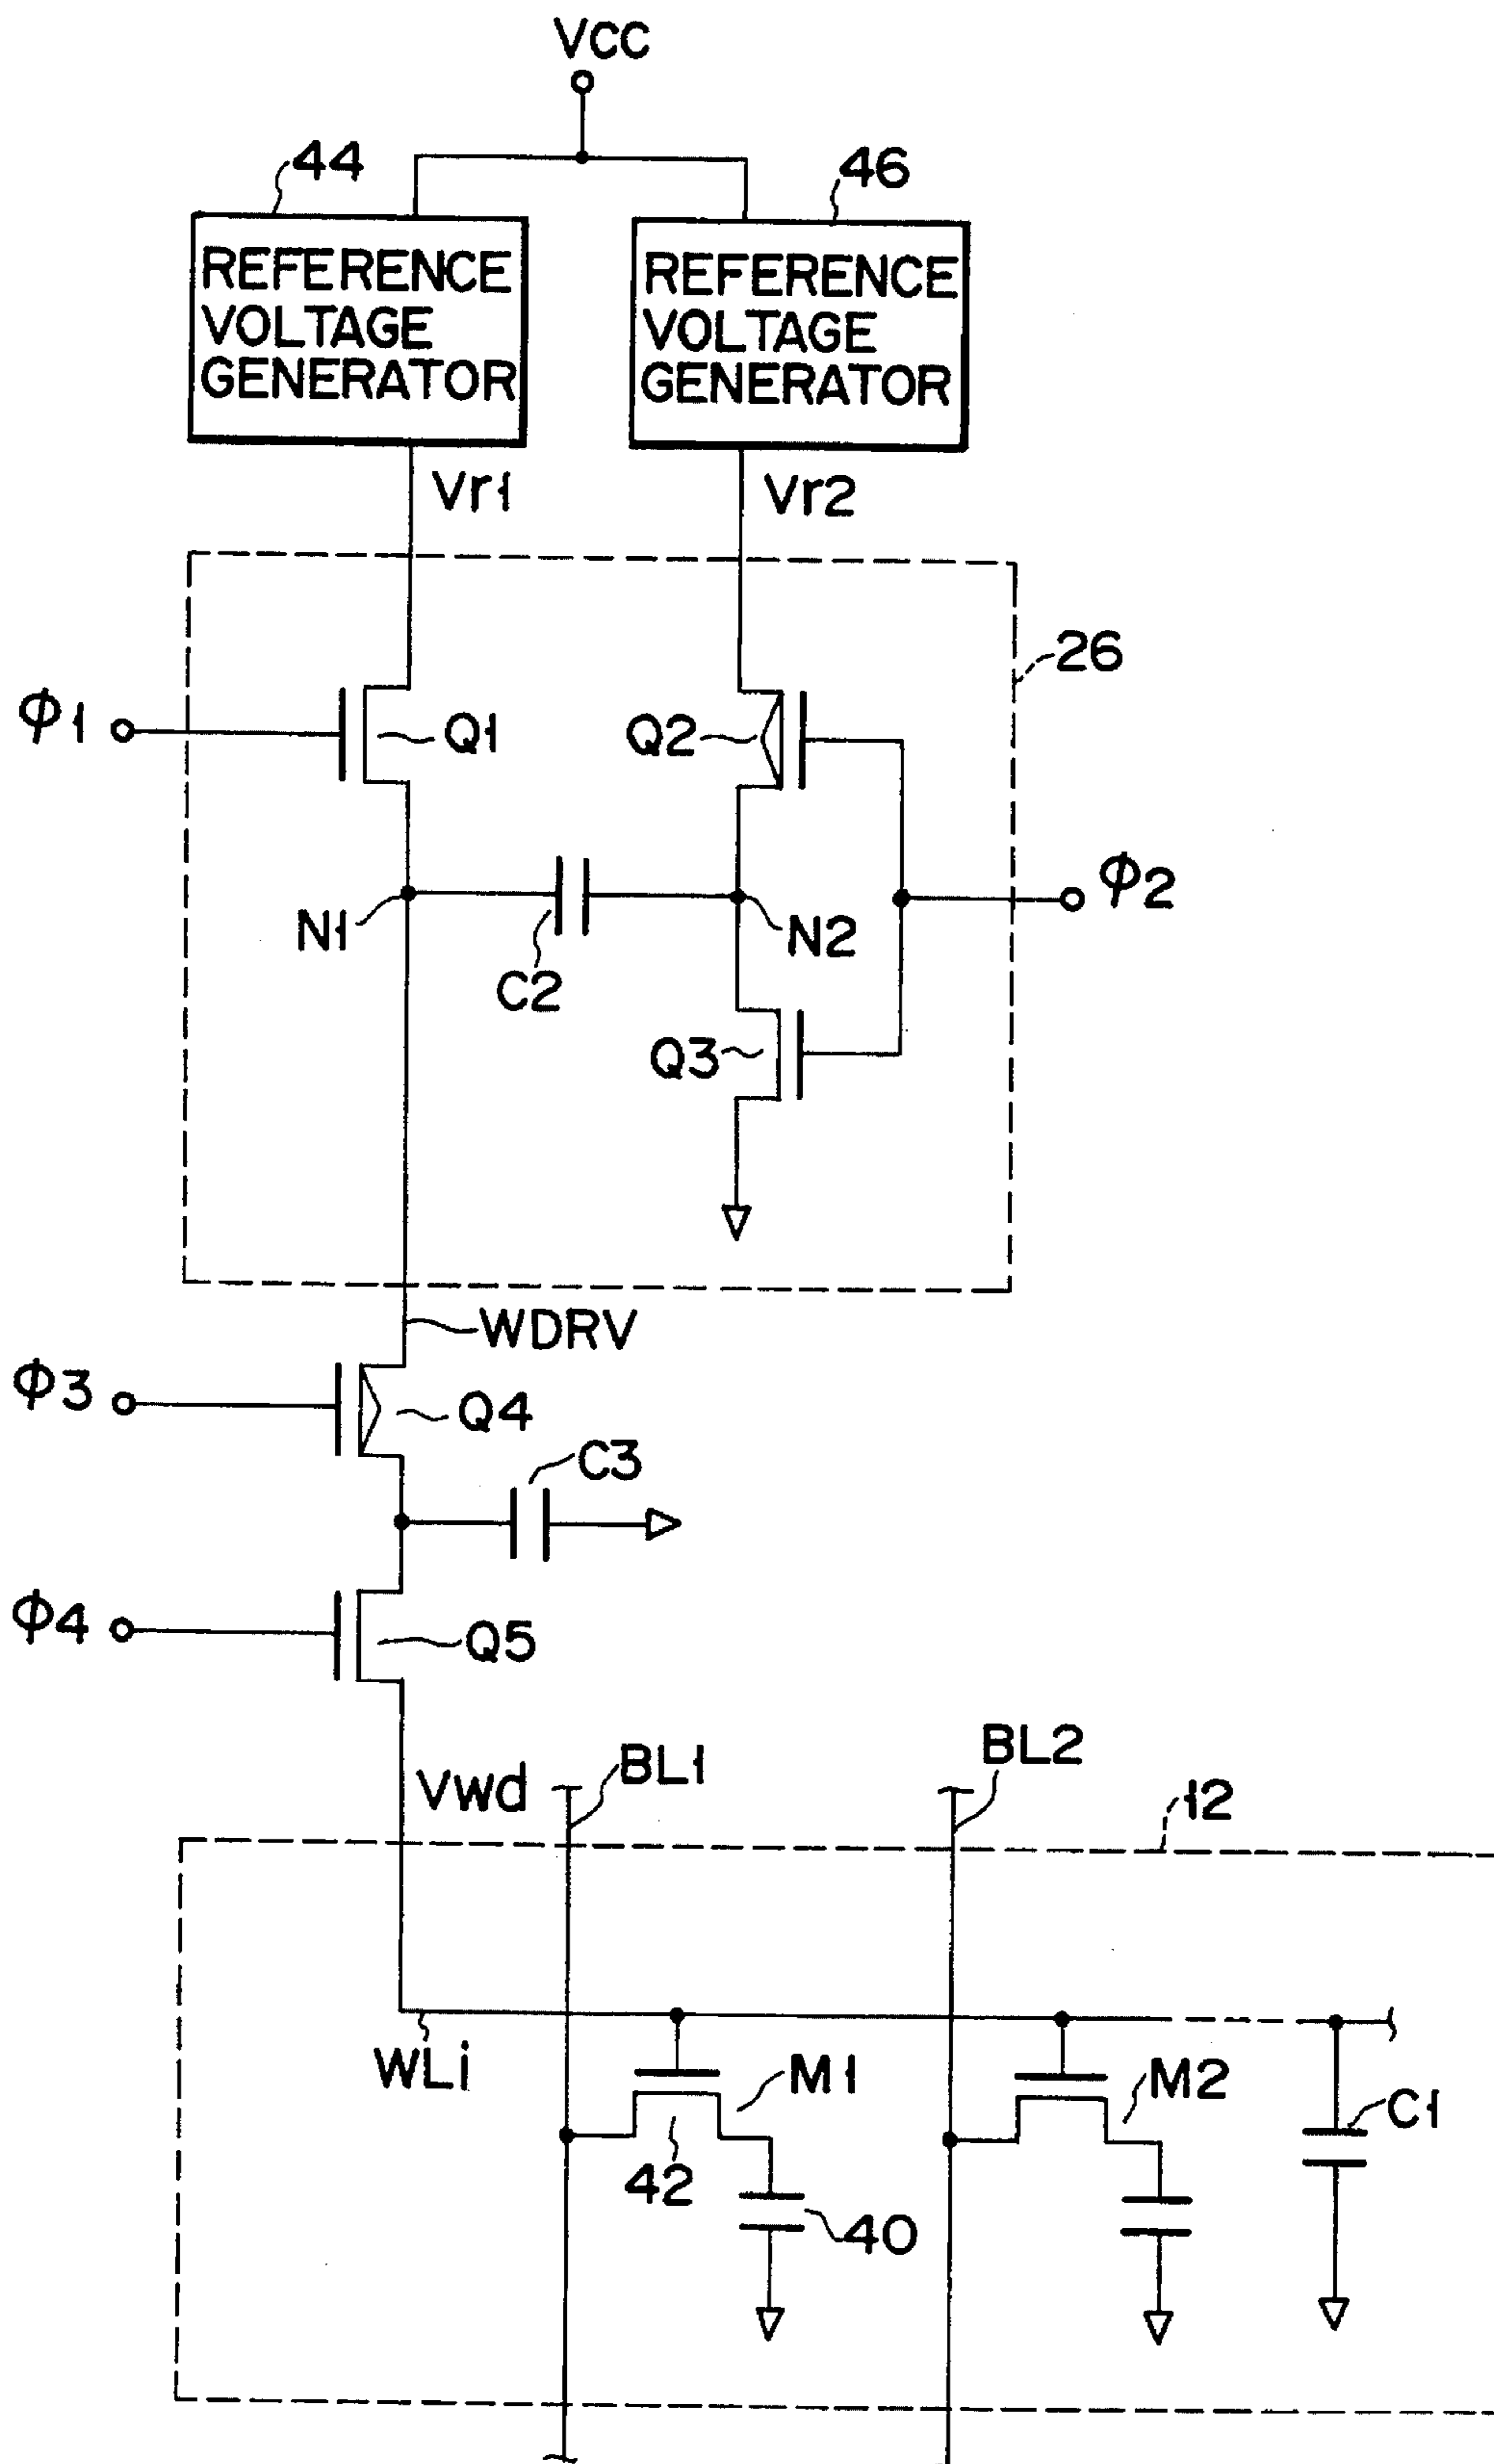 VCC
44
46
REFERENCE
VOLTAGE
GENERATOR
REFERENCE
VOLTAGE
GENERATOR
Vr1
Vr2
26
Φ1
Q1
Q2
Φ2
N1
N2
C2
Q3
WDRV
Φ3
Q4
C3
Φ4
Q5
Vwd
BL1
BL2
12
WLi
M1
M2
C1
42
40